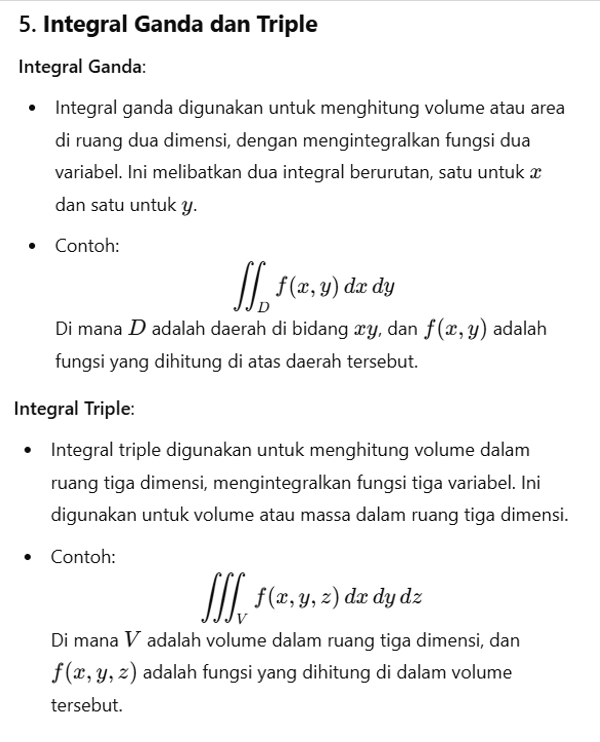 5. Integral Ganda dan Triple
Integral Ganda:
• Integral ganda digunakan untuk menghitung volume atau area
di ruang dua dimensi, dengan mengintegralkan fungsi dua
variabel. Ini melibatkan dua integral berurutan, satu untuk x
dan satu untuk y.
• Contoh:
∬_D f(x, y) dx dy
Di mana D adalah daerah di bidang xy, dan f(x, y) adalah
fungsi yang dihitung di atas daerah tersebut.
Integral Triple:
• Integral triple digunakan untuk menghitung volume dalam
ruang tiga dimensi, mengintegralkan fungsi tiga variabel. Ini
digunakan untuk volume atau massa dalam ruang tiga dimensi.
• Contoh:
∭_V f(x, y, z) dx dy dz
Di mana V adalah volume dalam ruang tiga dimensi, dan
f(x, y, z) adalah fungsi yang dihitung di dalam volume
tersebut.